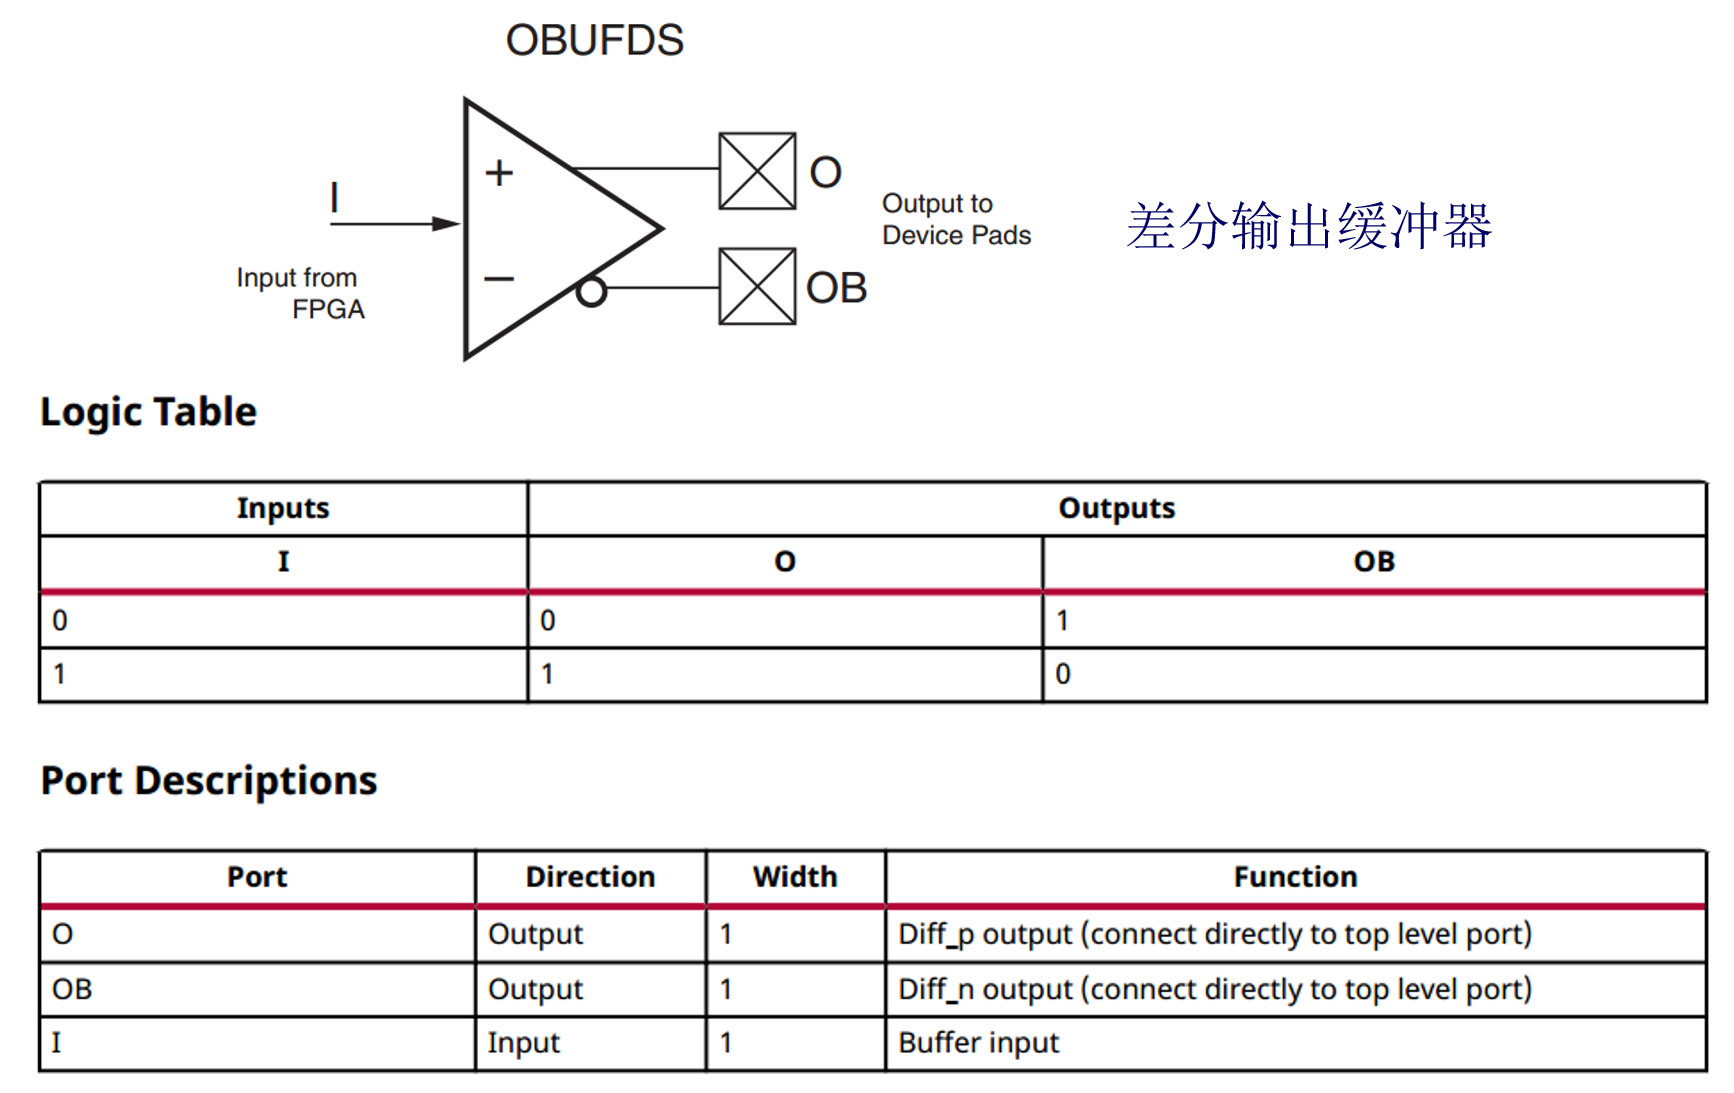 OBUFDS
+
O
I
Output to
Device Pads
差分输出缓冲器
Input from
FPGA
−
OB
Logic Table
Inputs Outputs
I O OB
0 0 1
1 1 0
Port Descriptions
Port Direction Width Function
O Output 1 Diff_p output (connect directly to top level port)
OB Output 1 Diff_n output (connect directly to top level port)
I Input 1 Buffer input